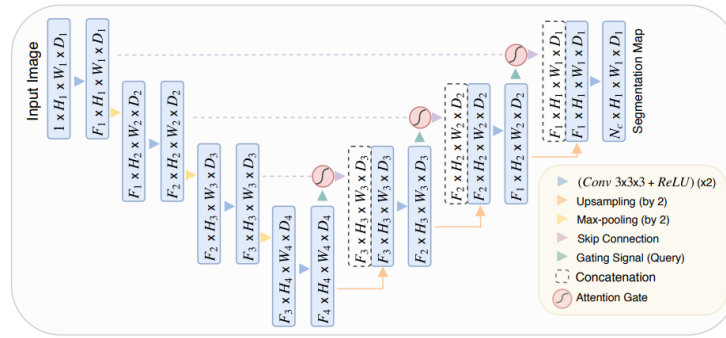 Input Image
1 x H₁ x W₁ x D₁
F₁ x H₁ x W₁ x D₁
F₁ x H₂ x W₂ x D₂
F₂ x H₂ x W₂ x D₂
F₂ x H₃ x W₃ x D₃
F₃ x H₃ x W₃ x D₃
F₃ x H₄ x W₄ x D₄
F₄ x H₄ x W₄ x D₄
F₃ x H₃ x W₃ x D₃
F₃ x H₃ x W₃ x D₃
F₂ x H₃ x W₃ x D₃
F₂ x H₂ x W₂ x D₂
F₂ x H₂ x W₂ x D₂
F₁ x H₂ x W₂ x D₂
F₁ x H₁ x W₁ x D₁
F₁ x H₁ x W₁ x D₁
N꜀ x H₁ x W₁ x D₁
Segmentation Map
(Conv 3x3x3 + ReLU) (x2)
Upsampling (by 2)
Max-pooling (by 2)
Skip Connection
Gating Signal (Query)
Concatenation
Attention Gate